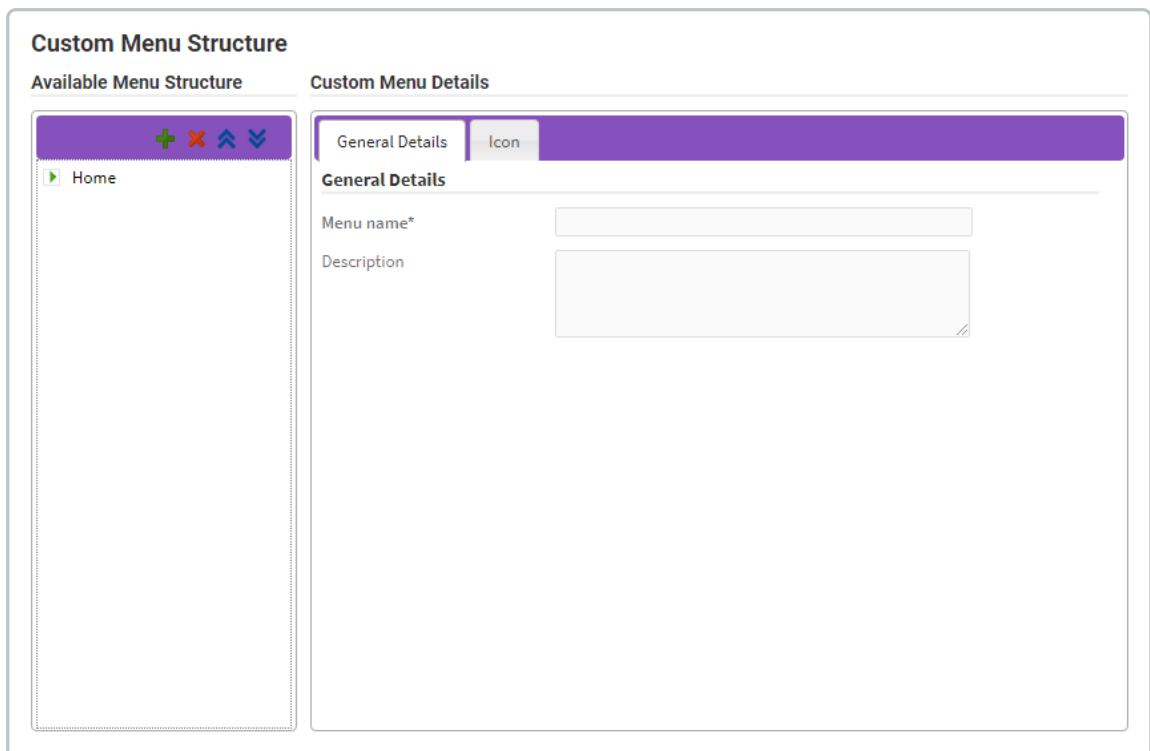 Custom Menu Structure
Available Menu Structure
Custom Menu Details
General Details
Icon
Home
General Details
Menu name*
Description